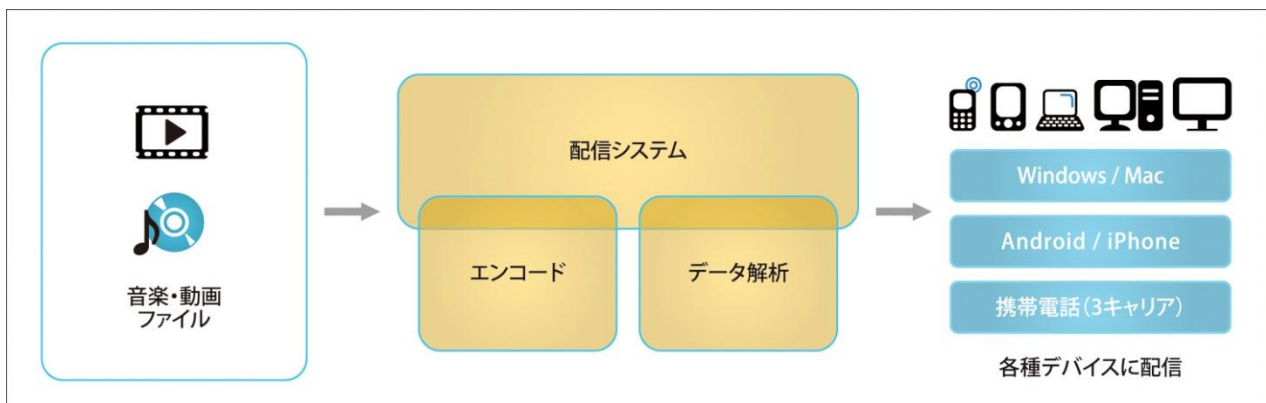 音楽・動画
ファイル
配信システム
エンコード
データ解析
Windows / Mac
Android / iPhone
携帯電話（3キャリア）
各種デバイスに配信